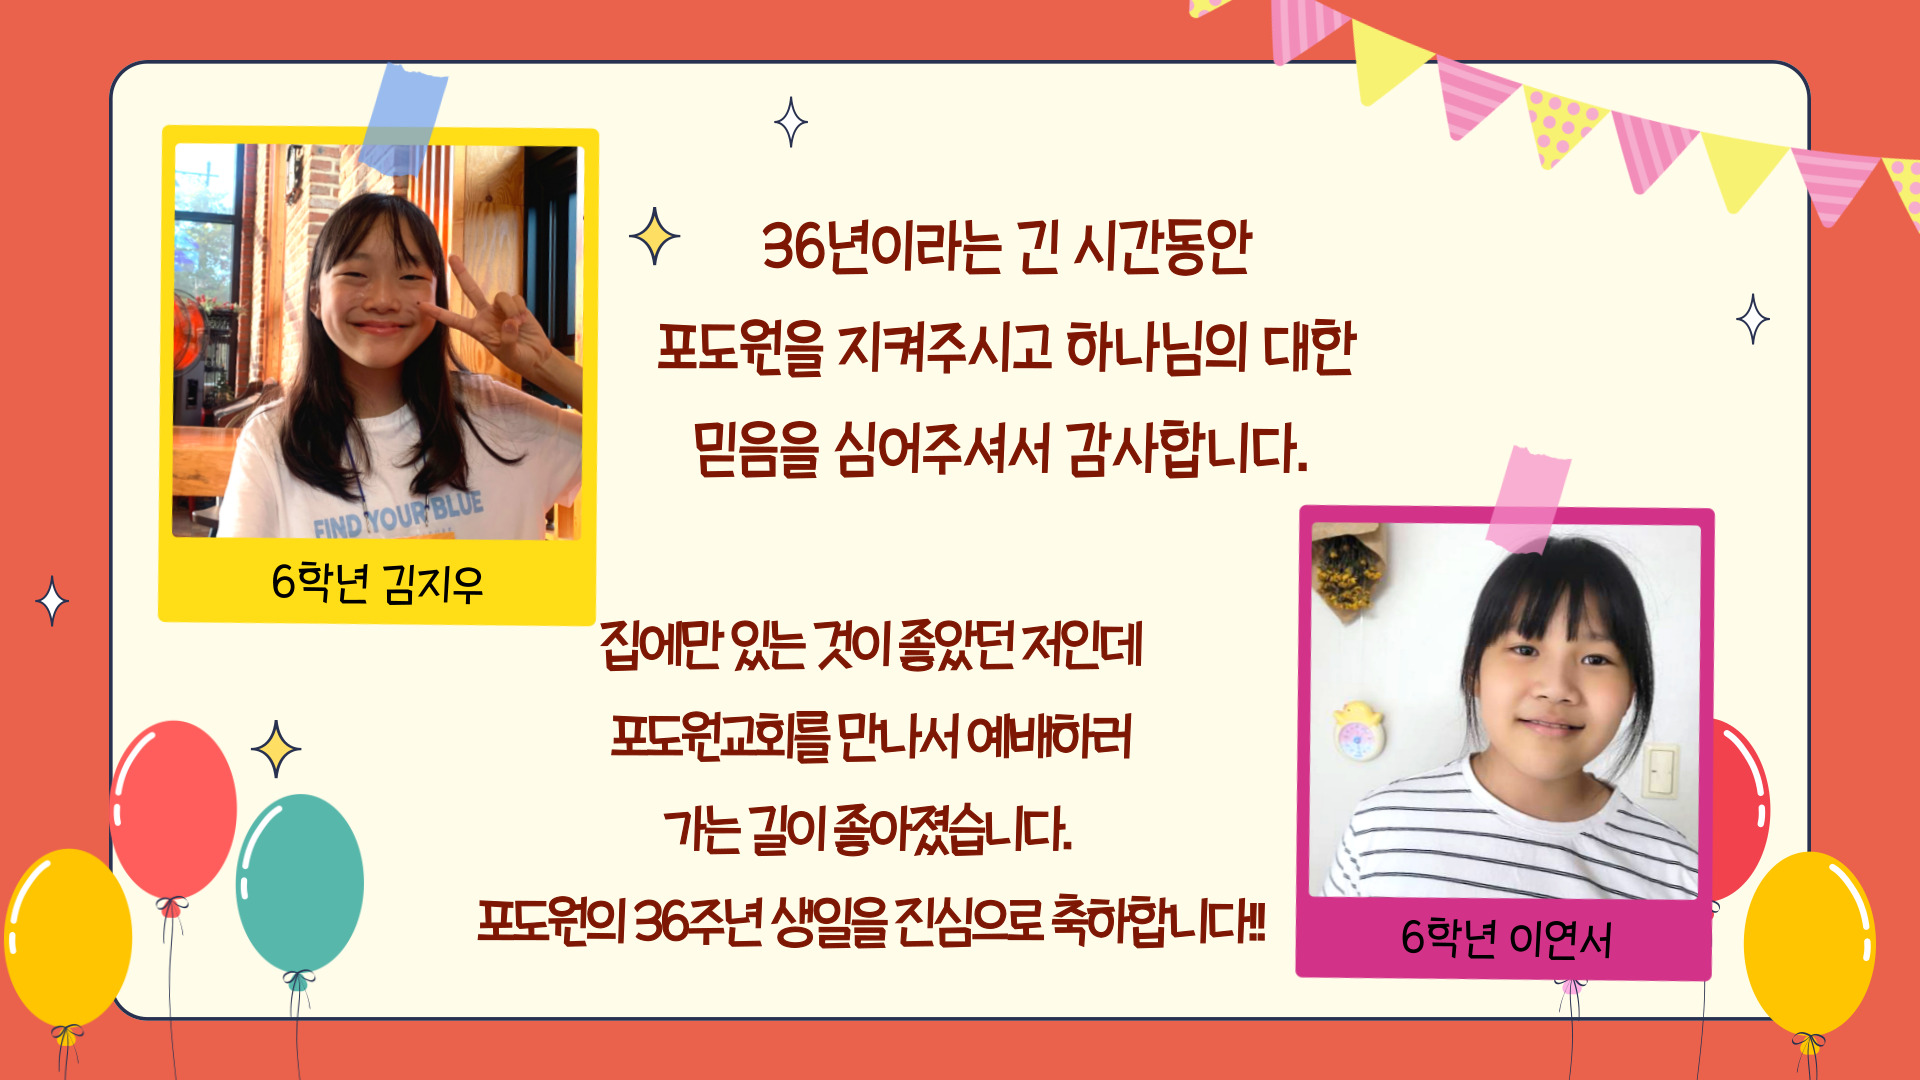 36년이라는 긴 시간동안
포도원을 지켜주시고 하나님의 대한
믿음을 심어주셔서 감사합니다.
FIND YOUR BLUE
6학년 김지우
집에만 있는 것이 좋았던 저인데
포도원교회를 만나서 예배하러
가는 길이 좋아졌습니다.
포도원의 36주년 생일을 진심으로 축하합니다!!
6학년 이연서